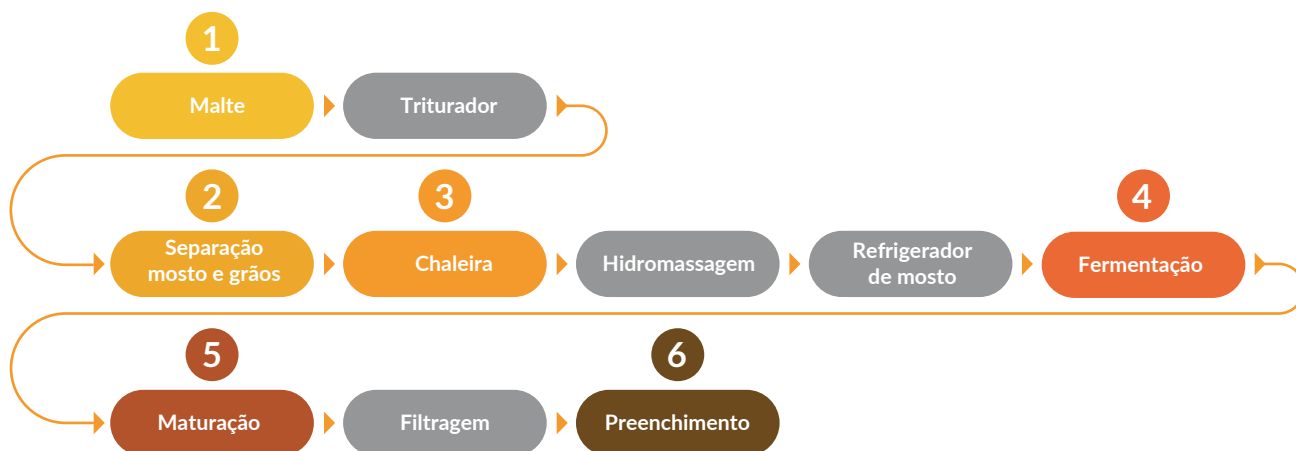 1
Malte
Triturador
2
3
4
Separação
mosto e grãos
Chaleira
Hidromassagem
Refrigerador
de mosto
Fermentação
5
6
Maturação
Filtragem
Preenchimento